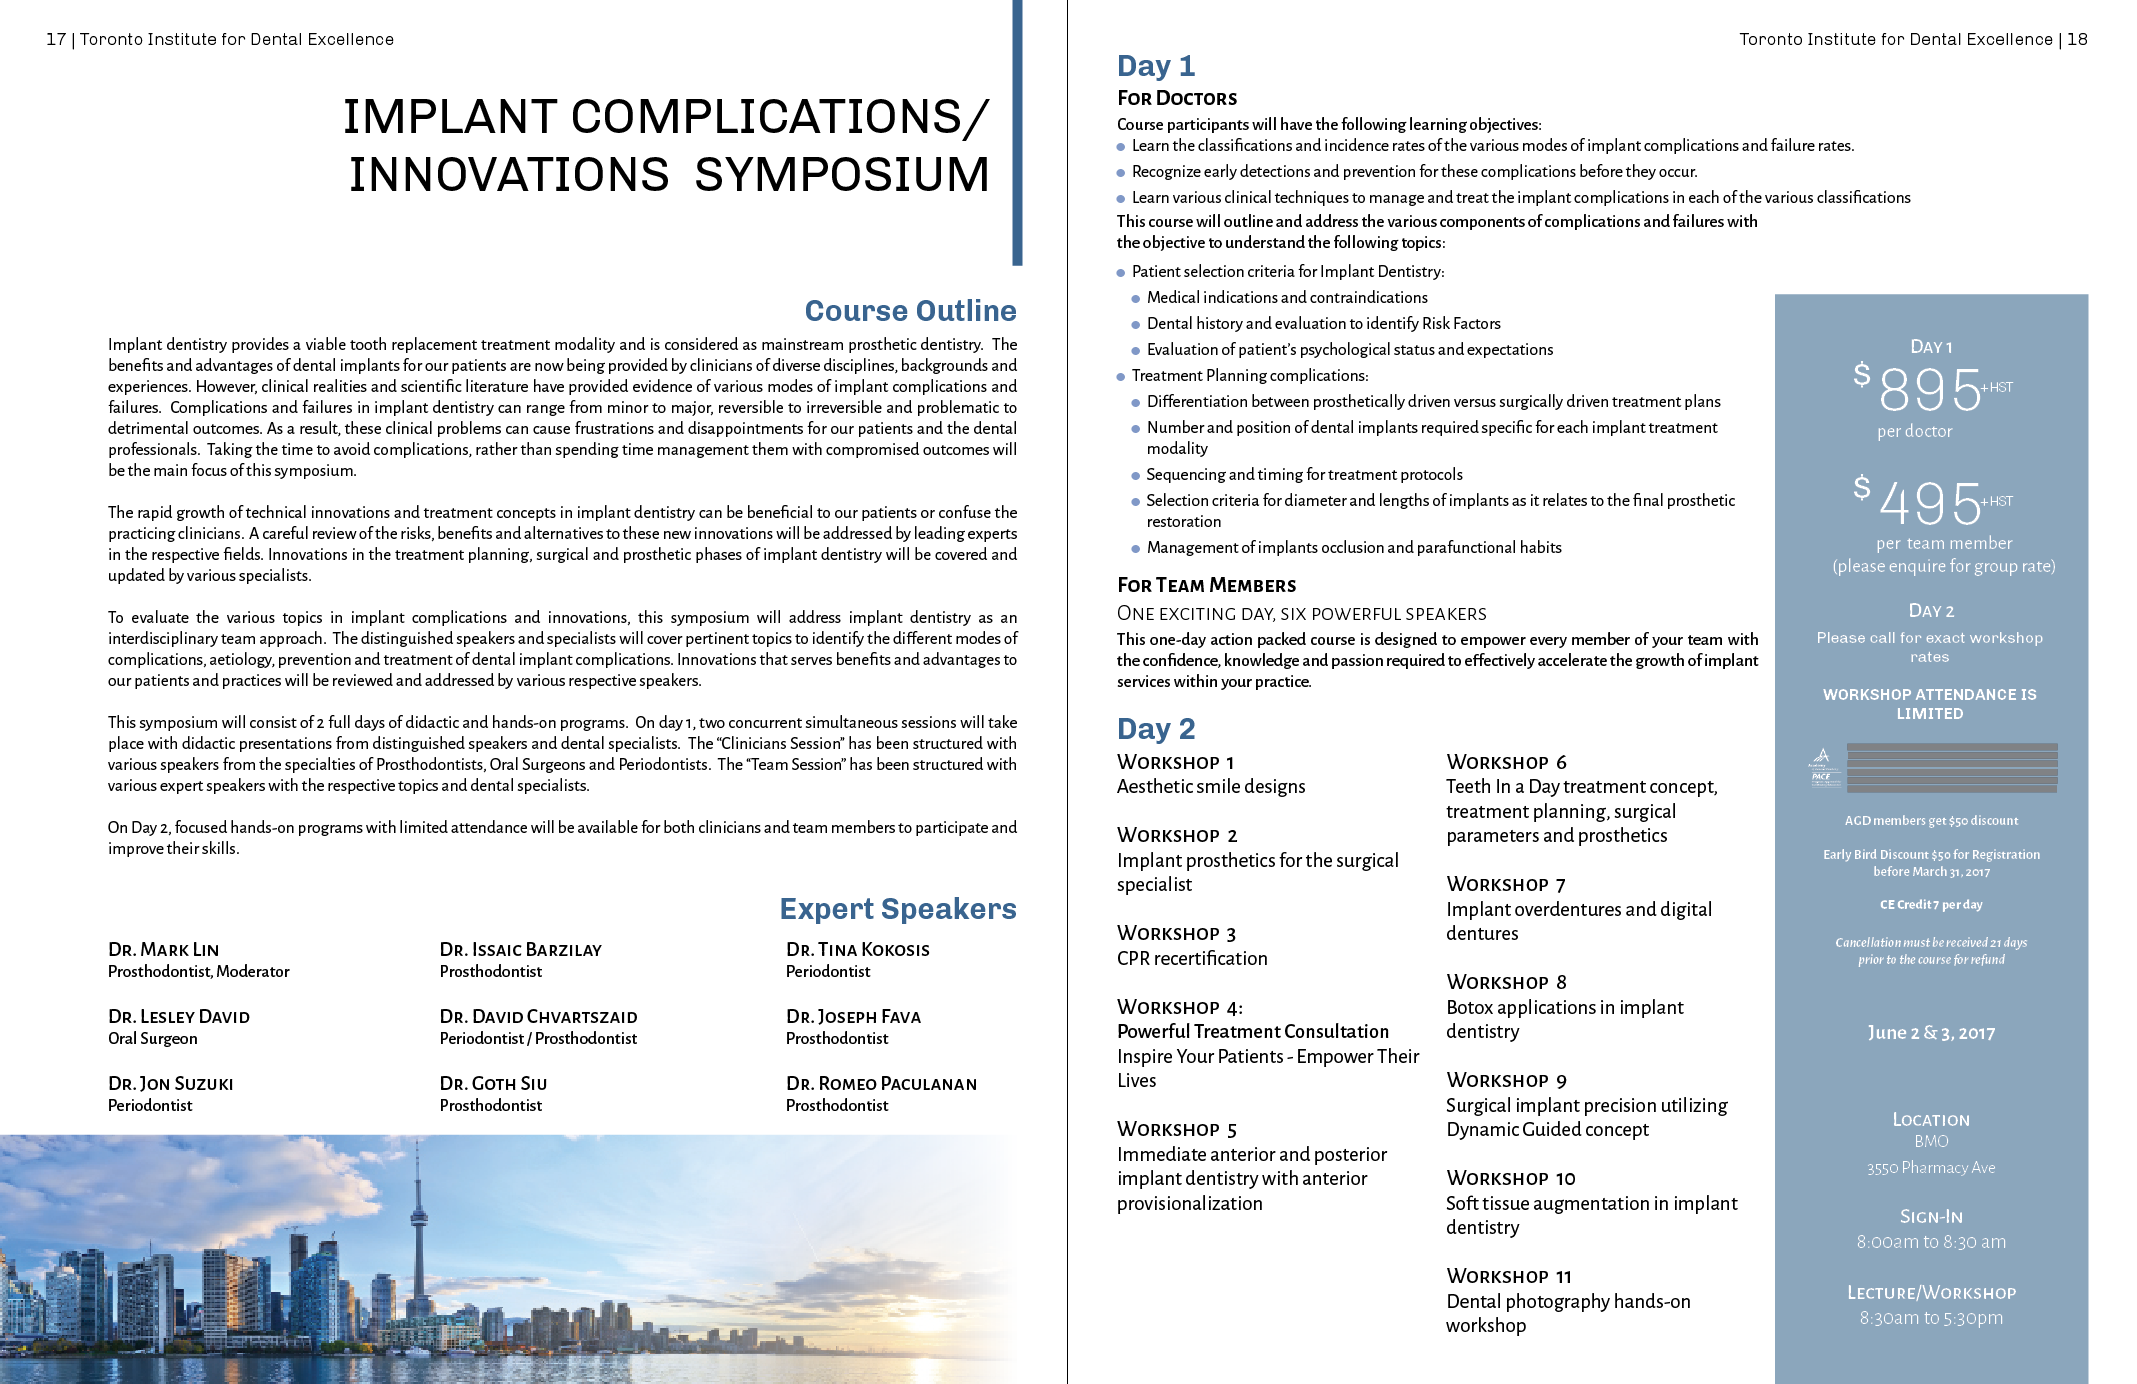 17 | Toronto Institute for Dental Excellence
IMPLANT COMPLICATIONS/
INNOVATIONS SYMPOSIUM
Course Outline
Implant dentistry provides a viable tooth replacement treatment modality and is considered as mainstream prosthetic dentistry. The
benefits and advantages of dental implants for our patients are now being provided by clinicians of diverse disciplines, backgrounds and
experiences. However, clinical realities and scientific literature have provided evidence of various modes of implant complications and
failures. Complications and failures in implant dentistry can range from minor to major, reversible to irreversible and problematic to
detrimental outcomes. As a result, these clinical problems can cause frustrations and disappointments for our patients and the dental
professionals. Taking the time to avoid complications, rather than spending time management them with compromised outcomes will
be the main focus of this symposium.
The rapid growth of technical innovations and treatment concepts in implant dentistry can be beneficial to our patients or confuse the
practicing clinicians. A careful review of the risks, benefits and alternatives to these new innovations will be addressed by leading experts
in the respective fields. Innovations in the treatment planning, surgical and prosthetic phases of implant dentistry will be covered and
updated by various specialists.
To evaluate the various topics in implant complications and innovations, this symposium will address implant dentistry as an
interdisciplinary team approach. The distinguished speakers and specialists will cover pertinent topics to identify the different modes of
complications, aetiology, prevention and treatment of dental implant complications. Innovations that serves benefits and advantages to
our patients and practices will be reviewed and addressed by various respective speakers.
This symposium will consist of 2 full days of didactic and hands-on programs. On day 1, two concurrent simultaneous sessions will take
place with didactic presentations from distinguished speakers and dental specialists. The “Clinicians Session” has been structured with
various speakers from the specialties of Prosthodontists, Oral Surgeons and Periodontists. The “Team Session” has been structured with
various expert speakers with the respective topics and dental specialists.
On Day 2, focused hands-on programs with limited attendance will be available for both clinicians and team members to participate and
improve their skills.
Expert Speakers
Dr. Mark Lin
Prosthodontist, Moderator
Dr. Lesley David
Oral Surgeon
Dr. Jon Suzuki
Periodontist
Dr. Issaic Barzilay
Prosthodontist
Dr. David Chvartszaid
Periodontist / Prosthodontist
Dr. Goth Siu
Prosthodontist
Dr. Tina Kokosis
Periodontist
Dr. Joseph Fava
Prosthodontist
Dr. Romeo Paculanan
Prosthodontist
Toronto Institute for Dental Excellence | 18
Day 1
For Doctors
Course participants will have the following learning objectives:
Learn the classifications and incidence rates of the various modes of implant complications and failure rates.
Recognize early detections and prevention for these complications before they occur.
Learn various clinical techniques to manage and treat the implant complications in each of the various classifications
This course will outline and address the various components of complications and failures with
the objective to understand the following topics:
Patient selection criteria for Implant Dentistry:
Medical indications and contraindications
Dental history and evaluation to identify Risk Factors
Evaluation of patient’s psychological status and expectations
Treatment Planning complications:
Differentiation between prosthetically driven versus surgically driven treatment plans
Number and position of dental implants required specific for each implant treatment
modality
Sequencing and timing for treatment protocols
Selection criteria for diameter and lengths of implants as it relates to the final prosthetic
restoration
Management of implants occlusion and parafunctional habits
For Team Members
One exciting day, six powerful speakers
This one-day action packed course is designed to empower every member of your team with
the confidence, knowledge and passion required to effectively accelerate the growth of implant
services within your practice.
Day 2
Workshop 1
Aesthetic smile designs
Workshop 2
Implant prosthetics for the surgical
specialist
Workshop 3
CPR recertification
Workshop 4:
Powerful Treatment Consultation
Inspire Your Patients - Empower Their
Lives
Workshop 5
Immediate anterior and posterior
implant dentistry with anterior
provisionalization
Workshop 6
Teeth In a Day treatment concept,
treatment planning, surgical
parameters and prosthetics
Workshop 7
Implant overdentures and digital
dentures
Workshop 8
Botox applications in implant
dentistry
Workshop 9
Surgical implant precision utilizing
Dynamic Guided concept
Workshop 10
Soft tissue augmentation in implant
dentistry
Workshop 11
Dental photography hands-on
workshop
Day 1
$895+HST
per doctor
$495+HST
per team member
(please enquire for group rate)
Day 2
Please call for exact workshop
rates
WORKSHOP ATTENDANCE IS
LIMITED
PACE
AGD members get $50 discount
Early Bird Discount $50 for Registration
before March 31, 2017
CE Credit 7 per day
Cancellation must be received 21 days
prior to the course for refund
June 2 & 3, 2017
Location
BMO
3550 Pharmacy Ave
Sign-In
8:00am to 8:30 am
Lecture/Workshop
8:30am to 5:30pm